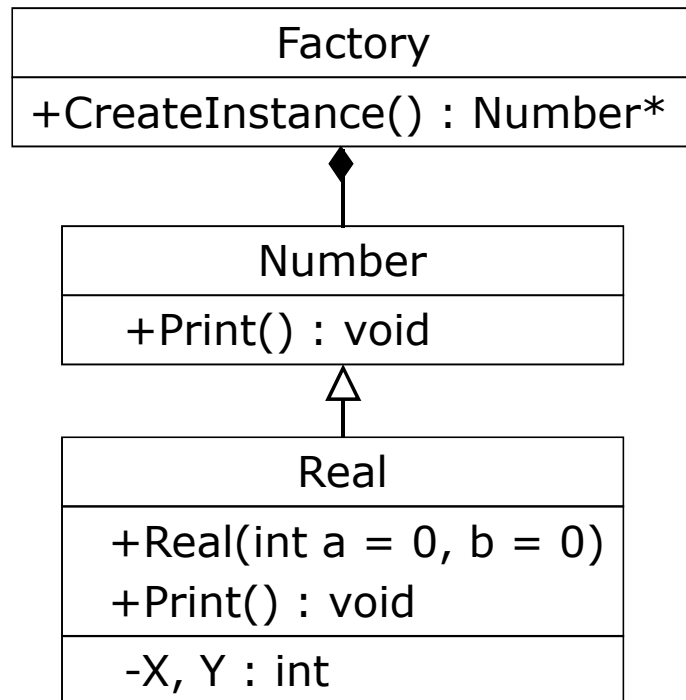 Factory
+CreateInstance() : Number*
Number
+Print() : void
Real
+Real(int a = 0, b = 0)
+Print() : void
-X, Y : int